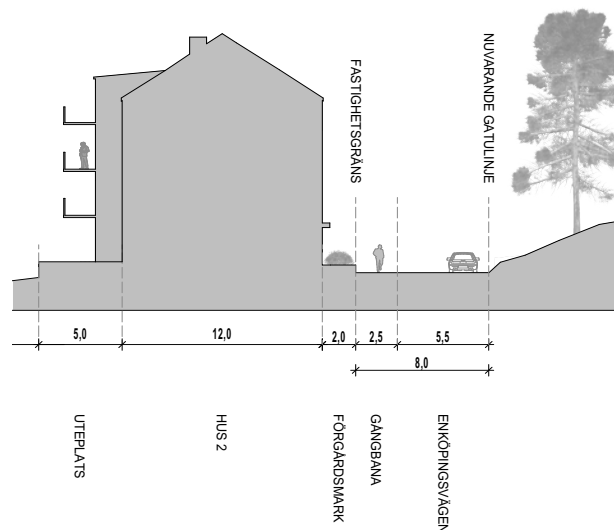 FASTIGHETSGRÄNS
NUVARANDE GATULINJE
5,0
12,0
2,0
2,5
5,5
8,0
UTEPLATS
HUS 2
FÖRGÅRDSMARK
GÅNGBANA
ENKÖPINGSVÄGEN